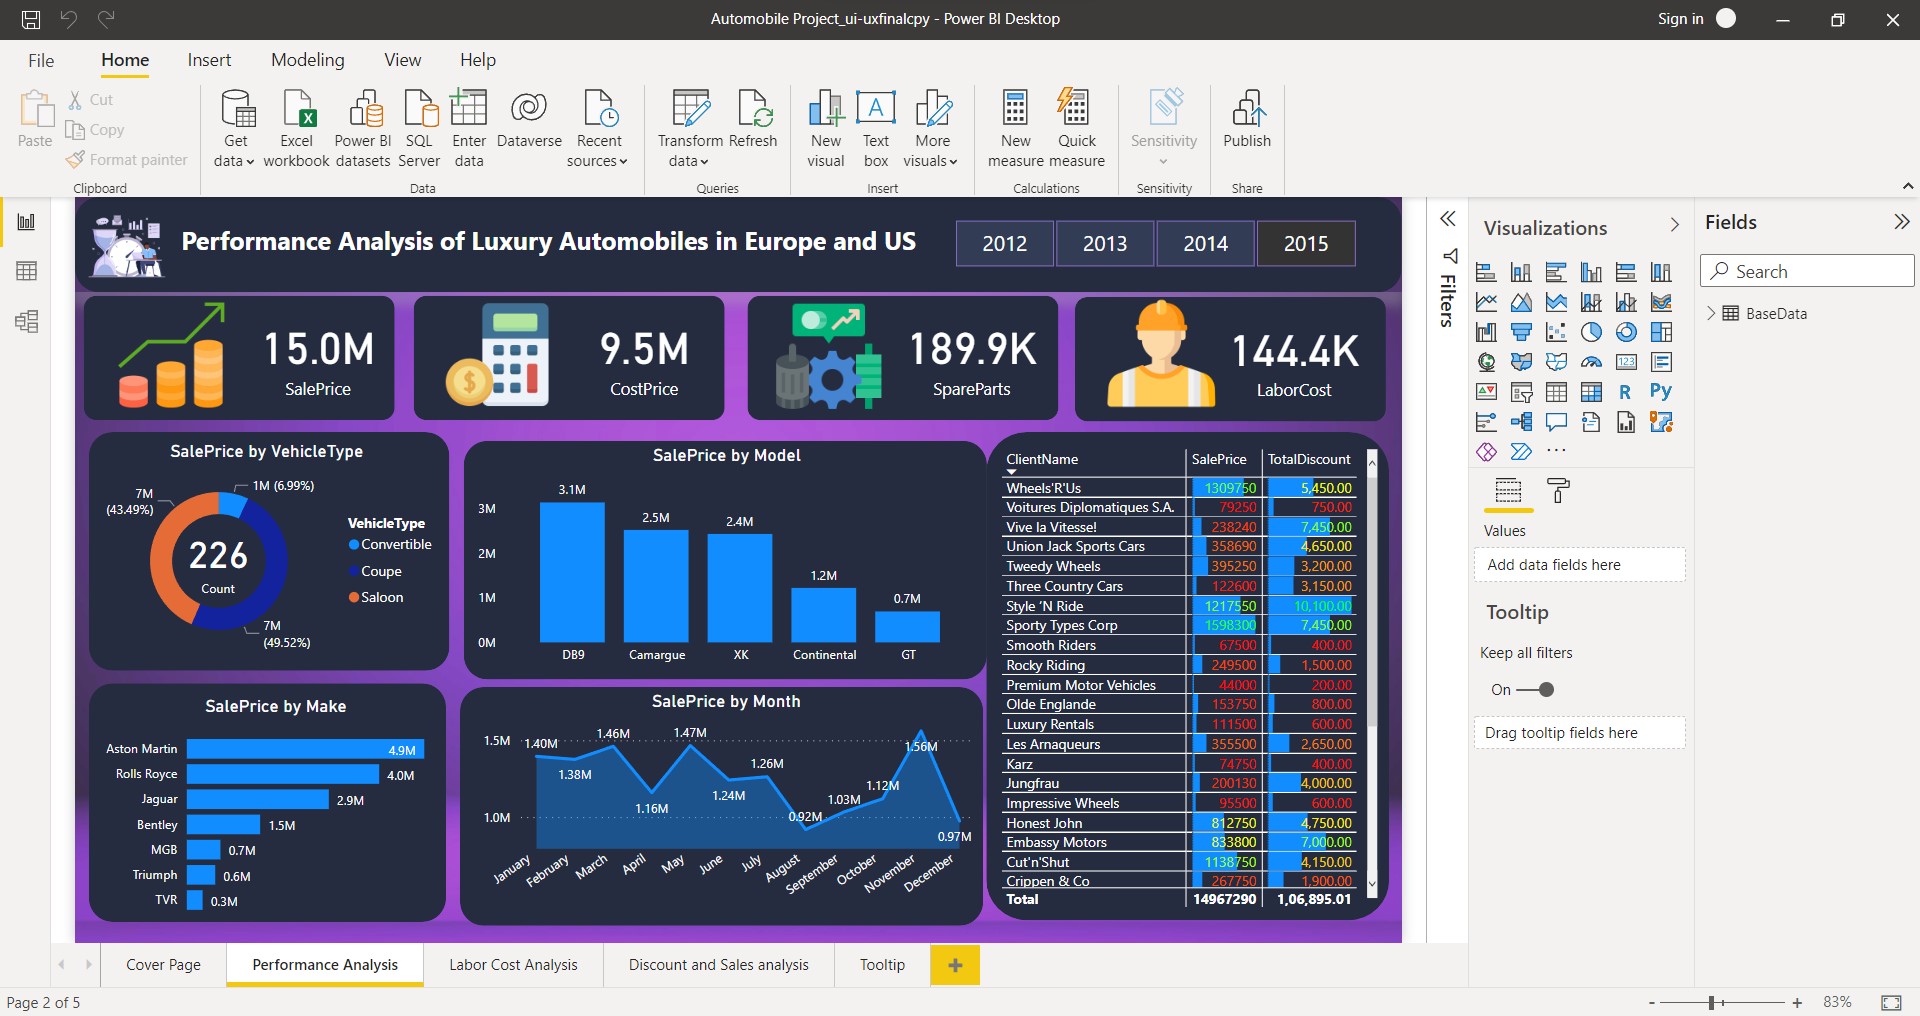 Automobile Project_ui-uxfinalcpy - Power BI Desktop
Sign in
File Home Insert Modeling View Help
Paste
Cut
Copy
Format painter
Clipboard
Get data
Excel workbook
Power BI datasets
SQL Server
Enter data
Dataverse
Recent sources
Data
Transform data
Refresh
Queries
New visual
Text box
More visuals
Insert
New measure
Quick measure
Calculations
Sensitivity
Sensitivity
Publish
Share
Performance Analysis of Luxury Automobiles in Europe and US
2012 2013 2014 2015
15.0M
SalePrice
9.5M
CostPrice
189.9K
SpareParts
144.4K
LaborCost
SalePrice by VehicleType
1M (6.99%)
7M
(43.49%)
226
Count
7M
(49.52%)
VehicleType
Convertible
Coupe
Saloon
SalePrice by Model
3M
2M
1M
0M
3.1M
2.5M
2.4M
1.2M
0.7M
DB9 Camargue XK Continental GT
SalePrice by Make
Aston Martin 4.9M
Rolls Royce 4.0M
Jaguar 2.9M
Bentley 1.5M
MGB 0.7M
Triumph 0.6M
TVR 0.3M
SalePrice by Month
1.5M
1.0M
1.40M
1.38M
1.46M
1.16M
1.47M
1.24M
1.26M
0.92M
1.03M
1.12M
1.56M
0.97M
January February March April May June July August September October November December
ClientName SalePrice TotalDiscount
Wheels'R'Us 1309750 5,450.00
Voitures Diplomatiques S.A. 79250 750.00
Vive la Vitesse! 238240 7,450.00
Union Jack Sports Cars 358690 4,650.00
Tweedy Wheels 395250 3,200.00
Three Country Cars 122600 3,150.00
Style 'N Ride 1217550 10,100.00
Sporty Types Corp 1598300 7,450.00
Smooth Riders 67500 400.00
Rocky Riding 249500 1,500.00
Premium Motor Vehicles 44000 200.00
Olde Englande 153750 800.00
Luxury Rentals 111500 600.00
Les Arnaqueurs 355500 2,650.00
Karz 74750 400.00
Jungfrau 200130 4,000.00
Impressive Wheels 95500 600.00
Honest John 812750 4,750.00
Embassy Motors 833800 7,000.00
Cut'n'Shut 1138750 4,150.00
Crippen & Co 267750 1,900.00
Total 14967290 1,06,895.01
Filters
Visualizations
123
R
Py
Values
Add data fields here
Tooltip
Keep all filters
On
Drag tooltip fields here
Fields
Search
BaseData
Cover Page Performance Analysis Labor Cost Analysis Discount and Sales analysis Tooltip +
Page 2 of 5
- + 83%